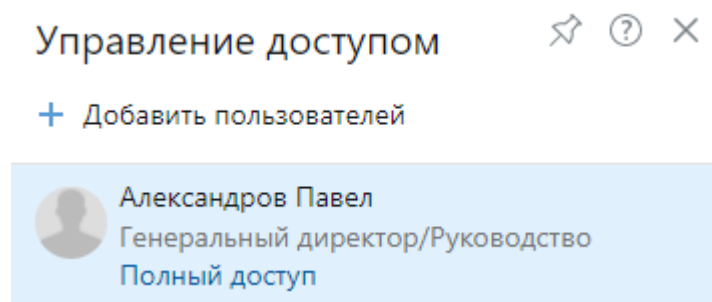 Управление доступом
+ Добавить пользователей
Александров Павел
Генеральный директор/Руководство
Полный доступ